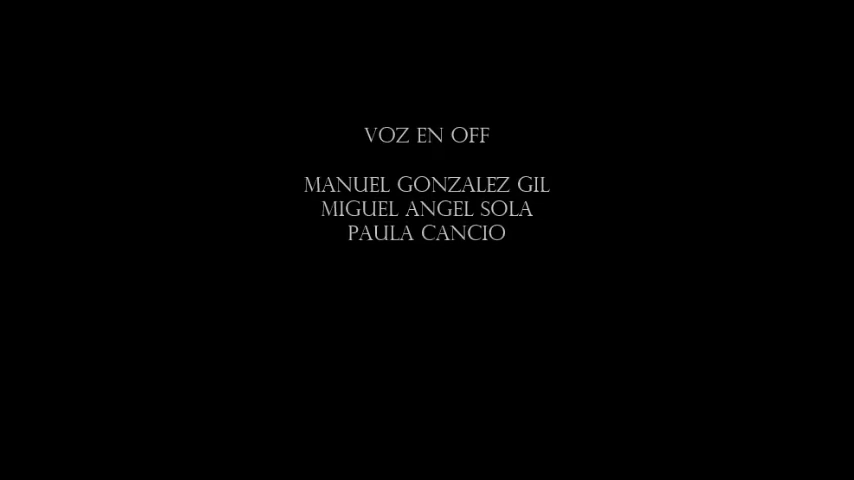 VOZ EN OFF
MANUEL GONZALEZ GIL
MIGUEL ANGEL SOLA
PAULA CANCIO